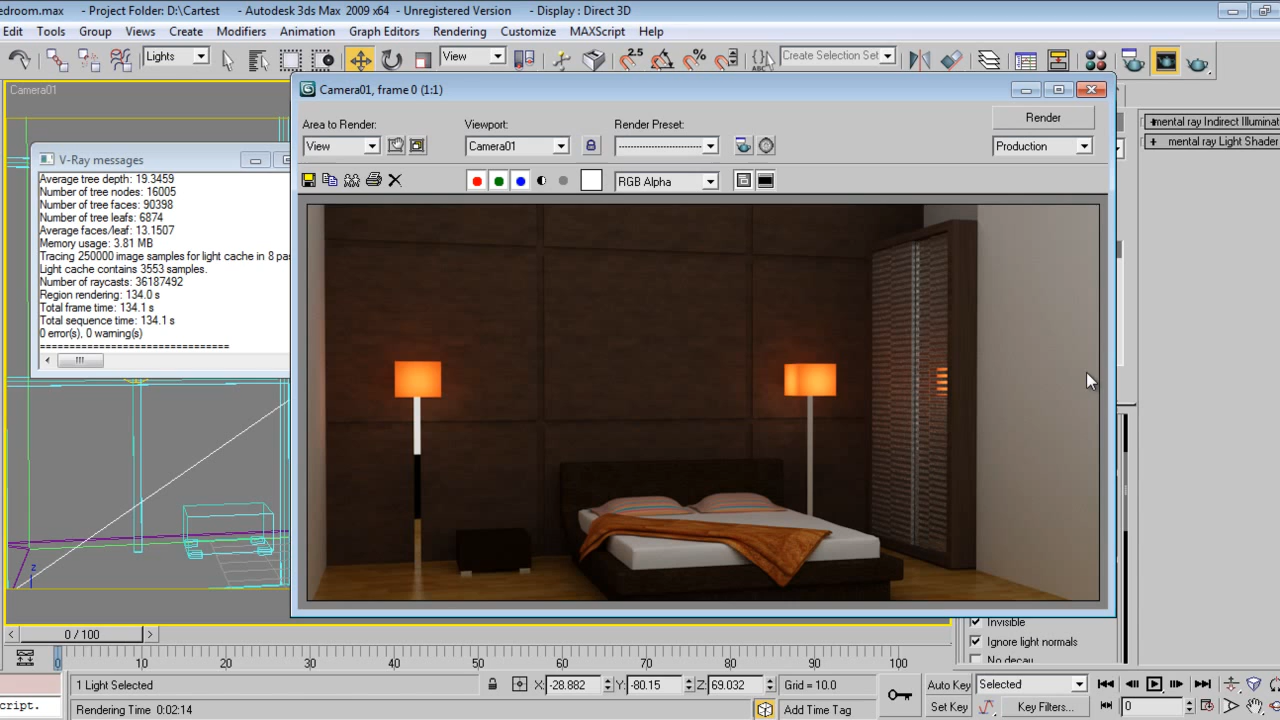 edroom.max - Project Folder: D:\Cartest - Autodesk 3ds Max 2009 x64 - Unregistered Version - Display : Direct 3D
Edit Tools Group Views Create Modifiers Animation Graph Editors Rendering Customize MAXScript Help
Lights View 2.5 % ABC Create Selection Set
Camera01
Camera01, frame 0 (1:1)
Area to Render: Viewport: Render Preset: Render
View Camera01 Production
RGB Alpha
mental ray Indirect Illuminat
mental ray Light Shader
V-Ray messages
Average tree depth: 19.3459
Number of tree nodes: 16005
Number of tree faces: 90398
Number of tree leafs: 6874
Average faces/leaf: 13.1507
Memory usage: 3.81 MB
Tracing 250000 image samples for light cache in 8 pas
Light cache contains 3553 samples.
Number of raycasts: 36187492
Region rendering: 134.0 s
Total frame time: 134.1 s
Total sequence time: 134.1 s
0 error(s), 0 warning(s)
==============================
z
Invisible
Ignore light normals
No decay
0 / 100
0 10 20 30 40 50 60 70 80 90 100
1 Light Selected X: -28.882 Y: -80.15 Z: 69.032 Grid = 10.0 Auto Key Selected
cript. Rendering Time 0:02:14 Add Time Tag Set Key Key Filters... 0